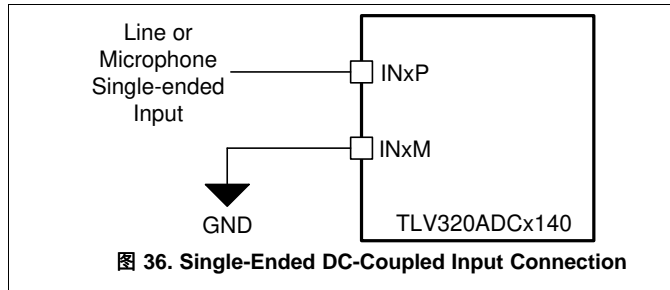 Line or
Microphone
Single-ended
Input
INxP
INxM
GND
TLV320ADCx140
图 36. Single-Ended DC-Coupled Input Connection